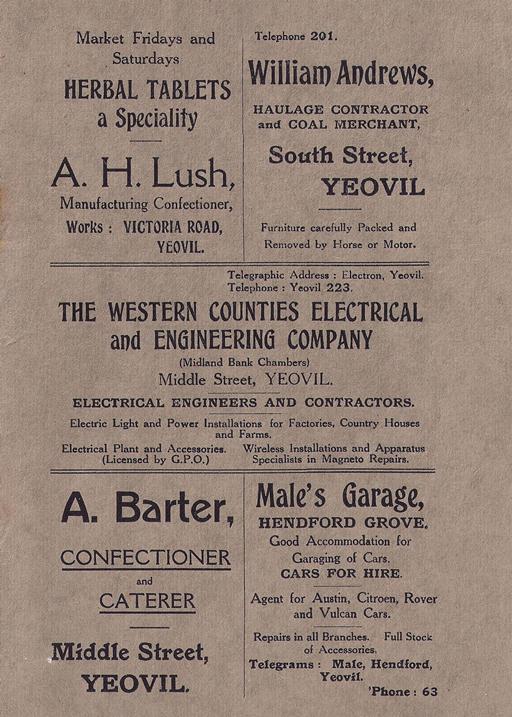 Market Fridays and
Saturdays
HERBAL TABLETS
a Speciality
A. H. Lush,
Manufacturing Confectioner,
Works : VICTORIA ROAD,
YEOVIL.
Telephone 201.
William Andrews,
HAULAGE CONTRACTOR
and COAL MERCHANT,
South Street,
YEOVIL
Furniture carefully Packed and
Removed by Horse or Motor.
Telegraphic Address : Electron, Yeovil.
Telephone : Yeovil 223.
THE WESTERN COUNTIES ELECTRICAL
and ENGINEERING COMPANY
(Midland Bank Chambers)
Middle Street, YEOVIL.
ELECTRICAL ENGINEERS AND CONTRACTORS.
Electric Light and Power Installations for Factories, Country Houses
and Farms.
Electrical Plant and Accessories. Wireless Installations and Apparatus
(Licensed by G.P.O.) Specialists in Magneto Repairs.
A. Barter,
CONFECTIONER
and
CATERER
Middle Street,
YEOVIL.
Male's Garage,
HENDFORD GROVE.
Good Accommodation for
Garaging of Cars.
CARS FOR HIRE.
Agent for Austin, Citroen, Rover
and Vulcan Cars.
Repairs in all Branches. Full Stock
of Accessories.
Telegrams : Male, Hendford,
Yeovil.
'Phone : 63